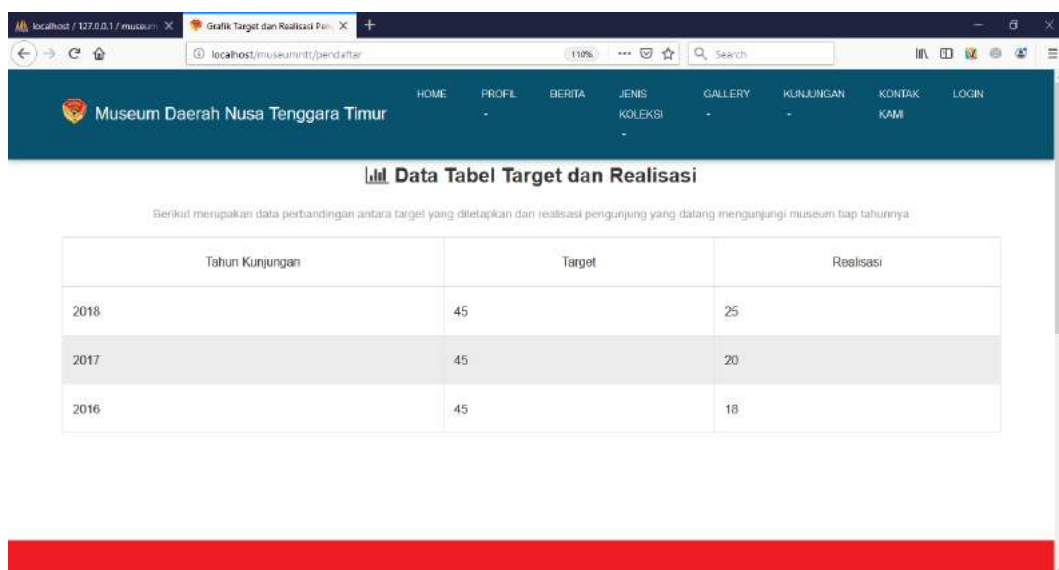 localhost / 127.0.0.1 / museum
Grafik Target dan Realisasi Pen
localhost/museumntt/pendaftar
110%
Search
Museum Daerah Nusa Tenggara Timur
HOME PROFIL BERITA JENIS KOLEKSI GALLERY KUNJUNGAN KONTAK KAMI LOGIN
Data Tabel Target dan Realisasi
Berikut merupakan data perbandingan antara target yang ditetapkan dan realisasi pengunjung yang datang mengunjungi museum tiap tahunnya
Tahun Kunjungan Target Realisasi
2018 45 25
2017 45 20
2016 45 18